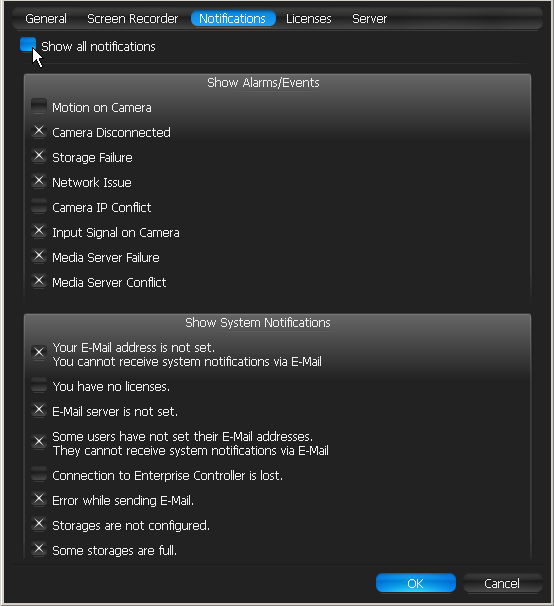 General Screen Recorder Notifications Licenses Server
Show all notifications
Show Alarms/Events
Motion on Camera
Camera Disconnected
Storage Failure
Network Issue
Camera IP Conflict
Input Signal on Camera
Media Server Failure
Media Server Conflict
Show System Notifications
Your E-Mail address is not set.
You cannot receive system notifications via E-Mail
You have no licenses.
E-Mail server is not set.
Some users have not set their E-Mail addresses.
They cannot receive system notifications via E-Mail
Connection to Enterprise Controller is lost.
Error while sending E-Mail.
Storages are not configured.
Some storages are full.
OK Cancel